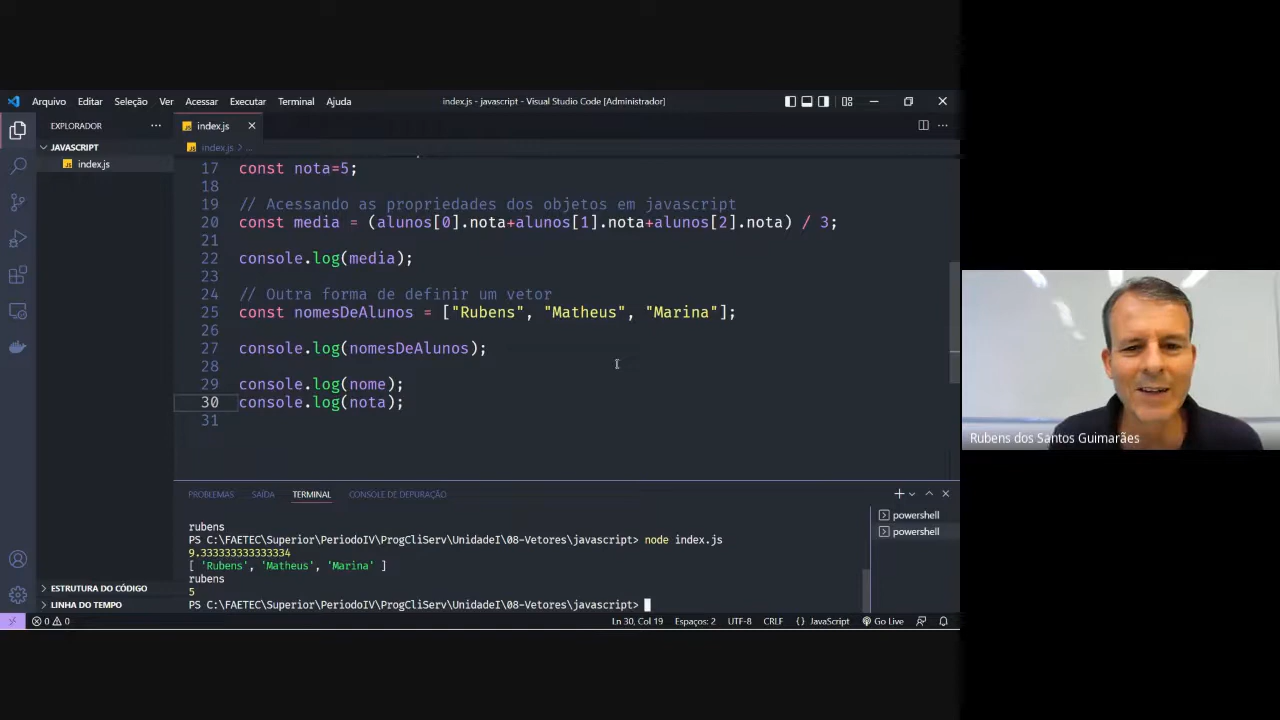 Arquivo Editar Seleção Ver Acessar Executar Terminal Ajuda
index.js - javascript - Visual Studio Code [Administrador]
EXPLORADOR
index.js
JAVASCRIPT
index.js
index.js > ...
17 const nota=5;
18
19 // Acessando as propriedades dos objetos em javascript
20 const media = (alunos[0].nota+alunos[1].nota+alunos[2].nota) / 3;
21
22 console.log(media);
23
24 // Outra forma de definir um vetor
25 const nomesDeAlunos = ["Rubens", "Matheus", "Marina"];
26
27 console.log(nomesDeAlunos);
28
29 console.log(nome);
30 console.log(nota);
31
Rubens dos Santos Guimarães
PROBLEMAS SAÍDA TERMINAL CONSOLE DE DEPURAÇÃO
powershell
powershell
rubens
PS C:\FAETEC\Superior\PeriodoIV\ProgCliServ\UnidadeI\08-Vetores\javascript> node index.js
9.333333333333334
[ 'Rubens', 'Matheus', 'Marina' ]
rubens
5
PS C:\FAETEC\Superior\PeriodoIV\ProgCliServ\UnidadeI\08-Vetores\javascript>
ESTRUTURA DO CÓDIGO
LINHA DO TEMPO
0 0
Ln 30, Col 19 Espaços: 2 UTF-8 CRLF {} JavaScript Go Live